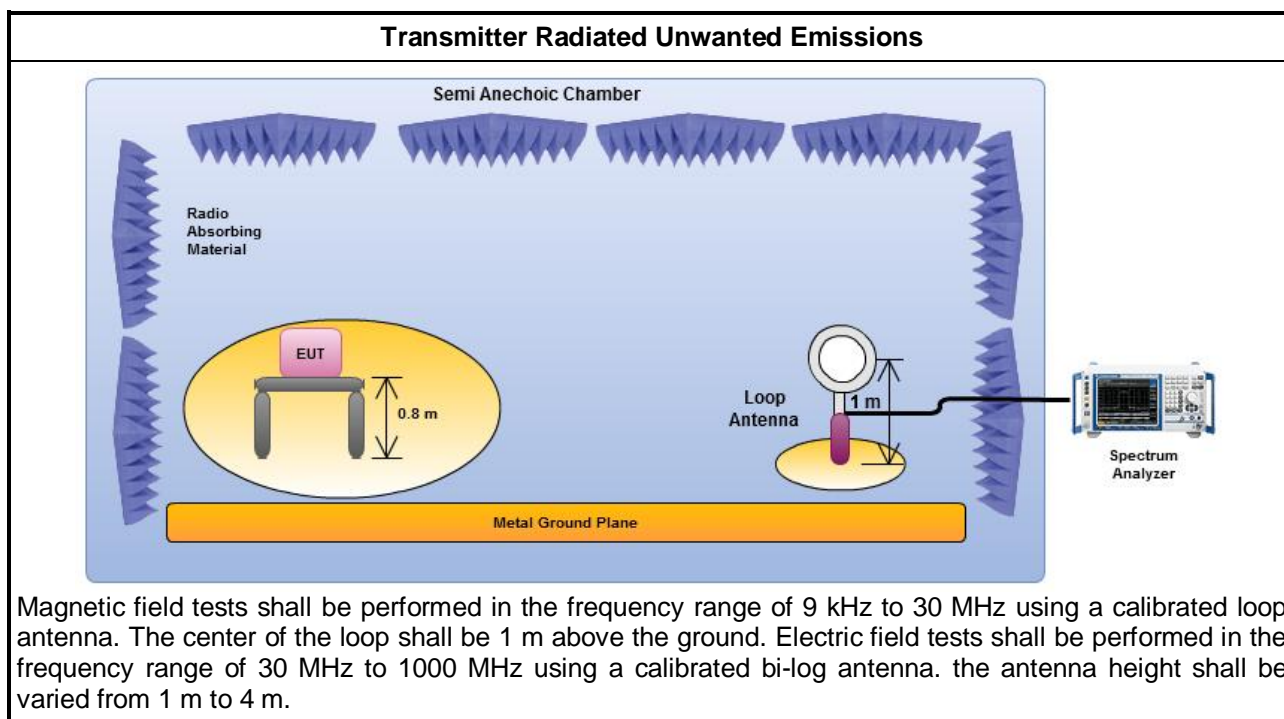 Transmitter Radiated Unwanted Emissions
Semi Anechoic Chamber
Radio
Absorbing
Material
EUT
0.8 m
Loop
Antenna
1 m
Spectrum
Analyzer
Metal Ground Plane
Magnetic field tests shall be performed in the frequency range of 9 kHz to 30 MHz using a calibrated loop
antenna. The center of the loop shall be 1 m above the ground. Electric field tests shall be performed in the
frequency range of 30 MHz to 1000 MHz using a calibrated bi-log antenna. the antenna height shall be
varied from 1 m to 4 m.